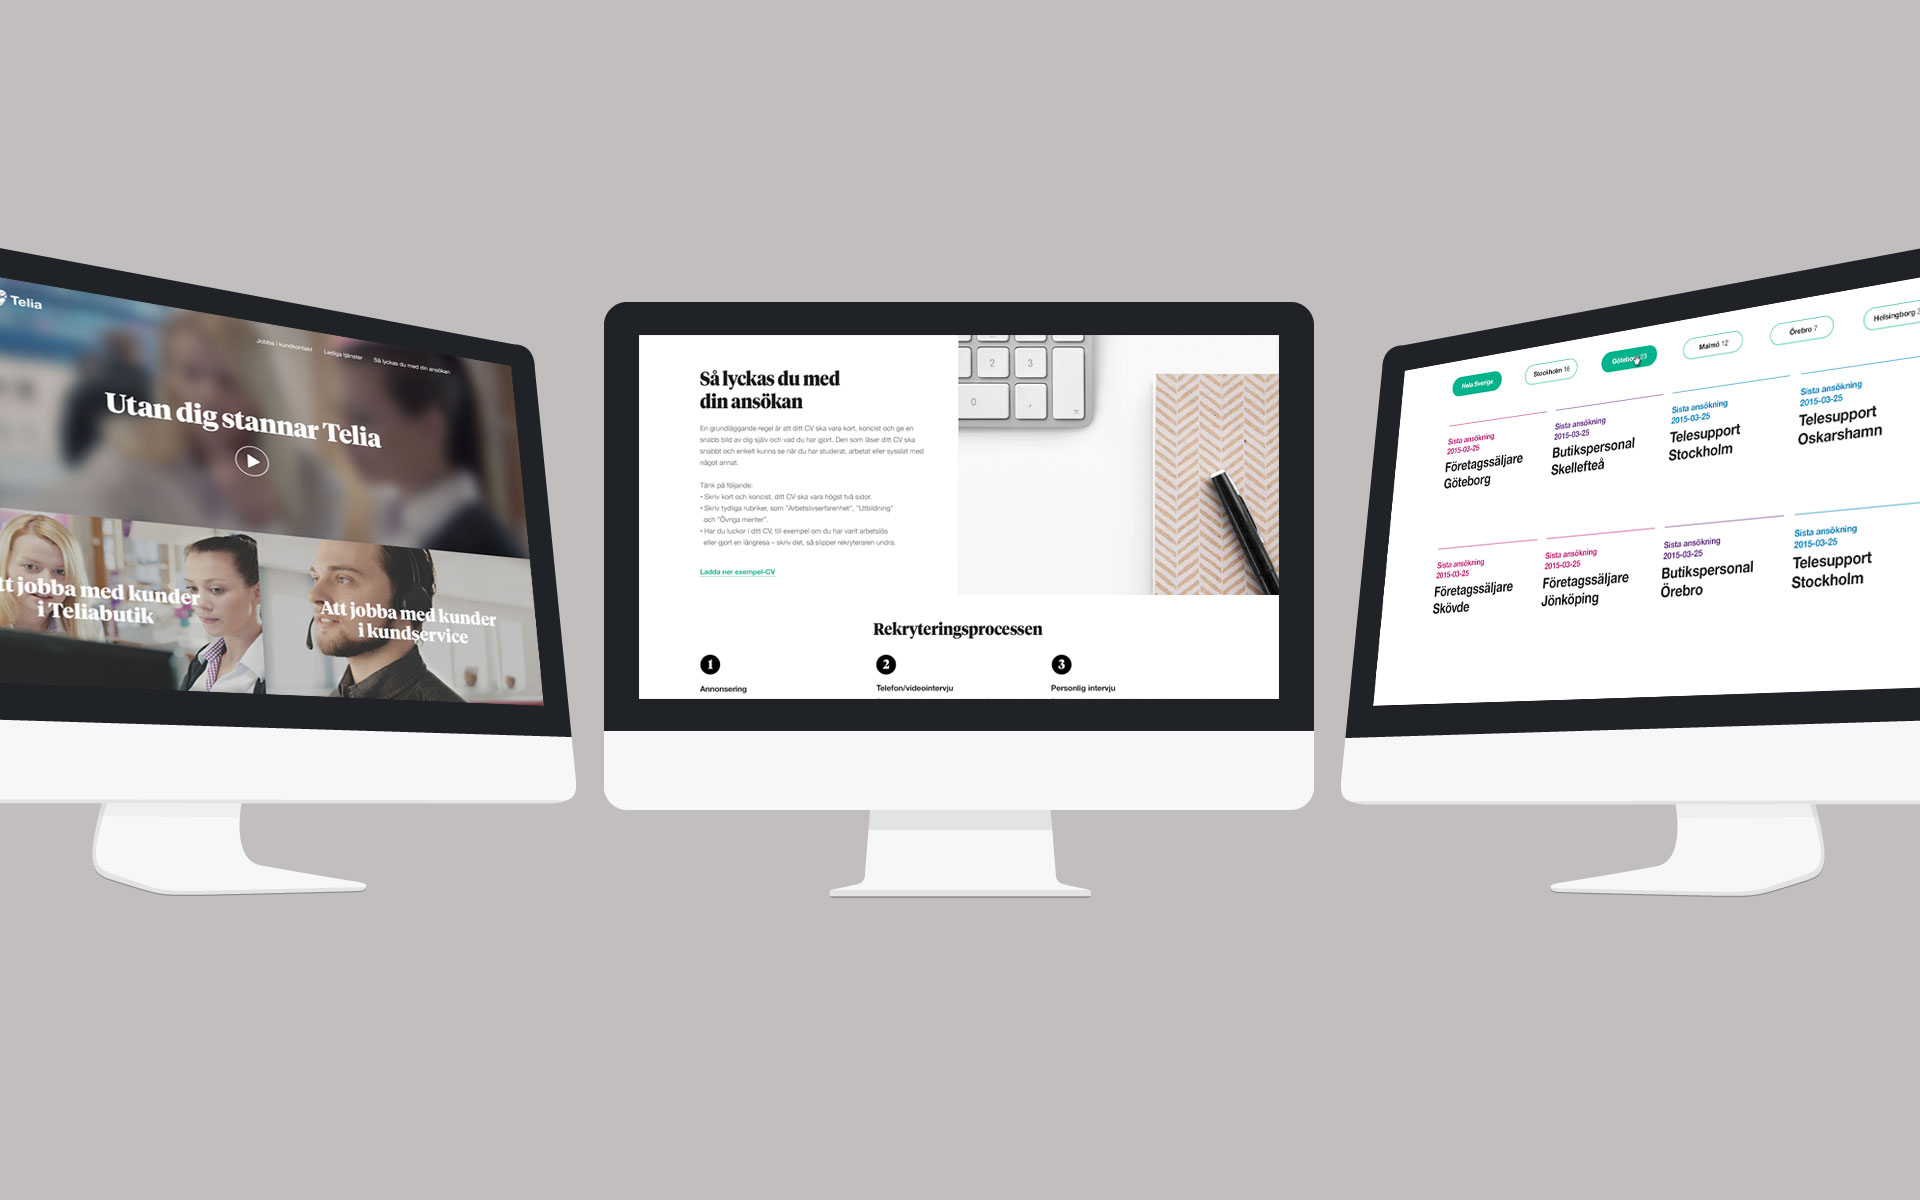 Telia
Jobba i kundkontakt
Lediga tjänster
Så lyckas du med din ansökan
Utan dig stannar Telia
tt jobba med kunder
i Teliabutik
Att jobba med kunder
i kundservice
Så lyckas du med
din ansökan
En grundläggande regel är att ditt CV ska vara kort, koncist och ge en
snabb bild av dig själv och vad du har gjort. Den som läser ditt CV ska
snabbt och enkelt kunna se när du har studerat, arbetat eller sysslat med
något annat.
Tänk på följande:
• Skriv kort och koncist, ditt CV ska vara högst två sidor.
• Skriv tydliga rubriker, som "Arbetslivserfarenhet", "Utbildning"
och "Övriga meriter".
• Har du luckor i ditt CV, till exempel om du har varit arbetslös
eller gjort en långresa – skriv det, så slipper rekryteraren undra.
Ladda ner exempel-CV
2
3
0
,
Rekryteringsprocessen
1
2
3
Annonsering
Telefon/videointervju
Personlig intervju
Hela Sverige
Stockholm 16
Göteborg 23
Malmö 12
Örebro 7
Helsingborg
Sista ansökning
2015-03-25
Företagssäljare
Göteborg
Sista ansökning
2015-03-25
Butikspersonal
Skellefteå
Sista ansökning
2015-03-25
Telesupport
Stockholm
Sista ansökning
2015-03-25
Telesupport
Oskarshamn
Sista ansökning
2015-03-25
Företagssäljare
Skövde
Sista ansökning
2015-03-25
Företagssäljare
Jönköping
Sista ansökning
2015-03-25
Butikspersonal
Örebro
Sista ansökning
2015-03-25
Telesupport
Stockholm